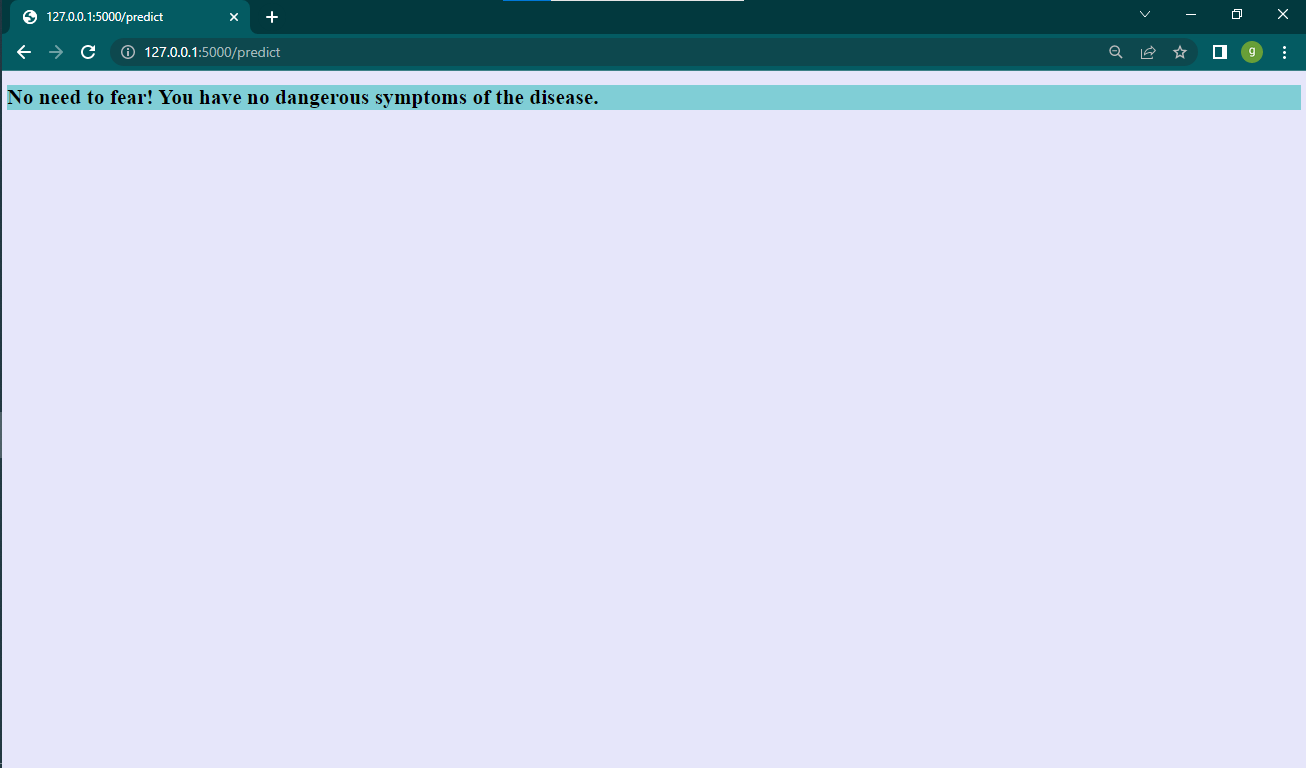 127.0.0.1:5000/predict
127.0.0.1:5000/predict
g
No need to fear! You have no dangerous symptoms of the disease.